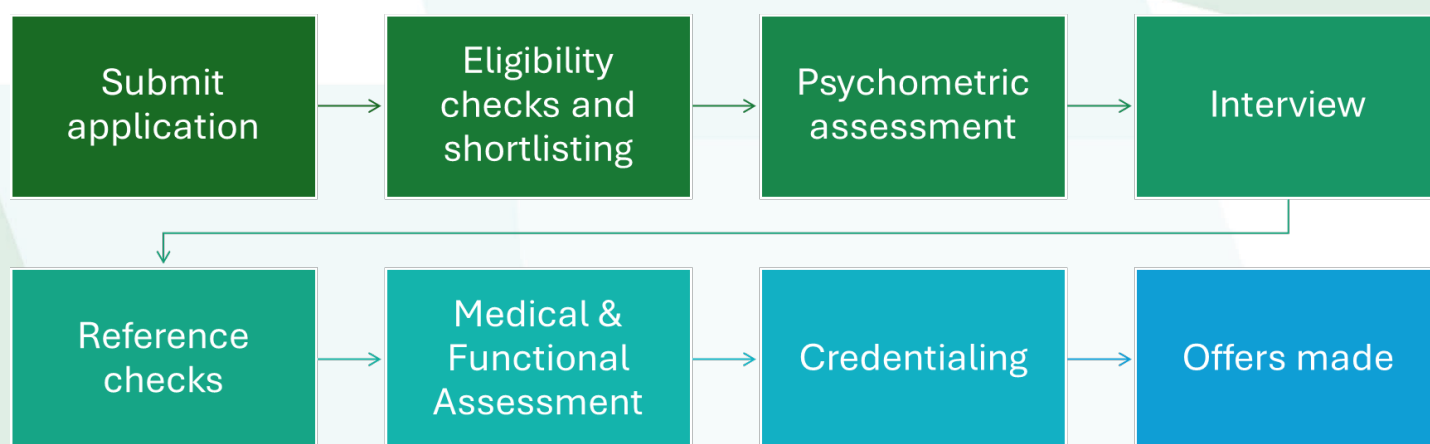 Submit
application
Eligibility
checks and
shortlisting
Psychometric
assessment
Interview
Reference
checks
Medical &
Functional
Assessment
Credentialing
Offers made